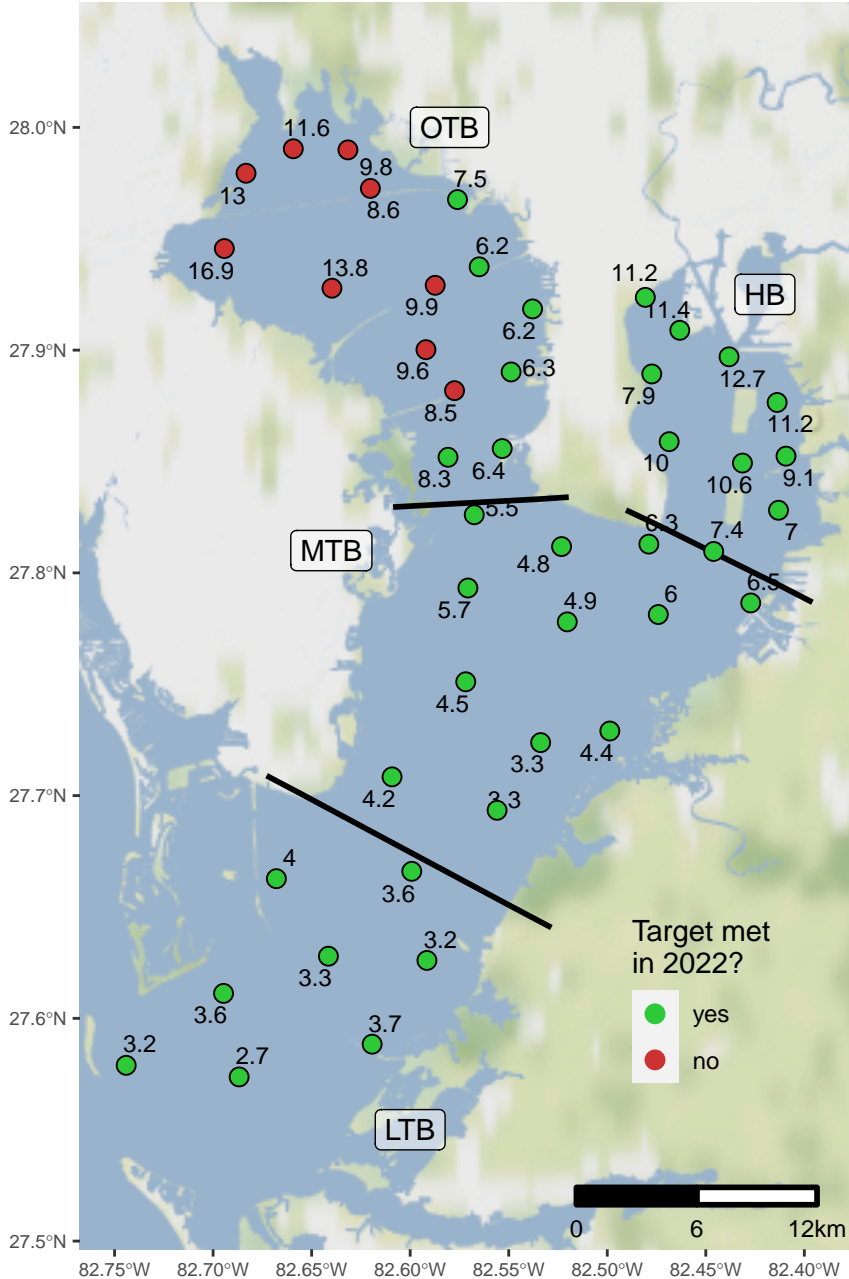 28.0°N
27.9°N
27.8°N
27.7°N
27.6°N
27.5°N
11.6
OTB
9.8
7.5
13
8.6
6.2
16.9
13.8
9.9
6.2
11.2
HB
11.4
9.6
6.3
12.7
8.5
7.9
11.2
8.3
6.4
10
10.6
9.1
5.5
6.3
7.4
7
MTB
4.8
5.7
4.9
6
6.5
4.5
3.3
4.4
4.2
3.3
4
3.6
3.3
3.2
Target met
in 2022?
yes
no
3.6
3.7
3.2
2.7
LTB
0
6
12km
82.75°W
82.70°W
82.65°W
82.60°W
82.55°W
82.50°W
82.45°W
82.40°W